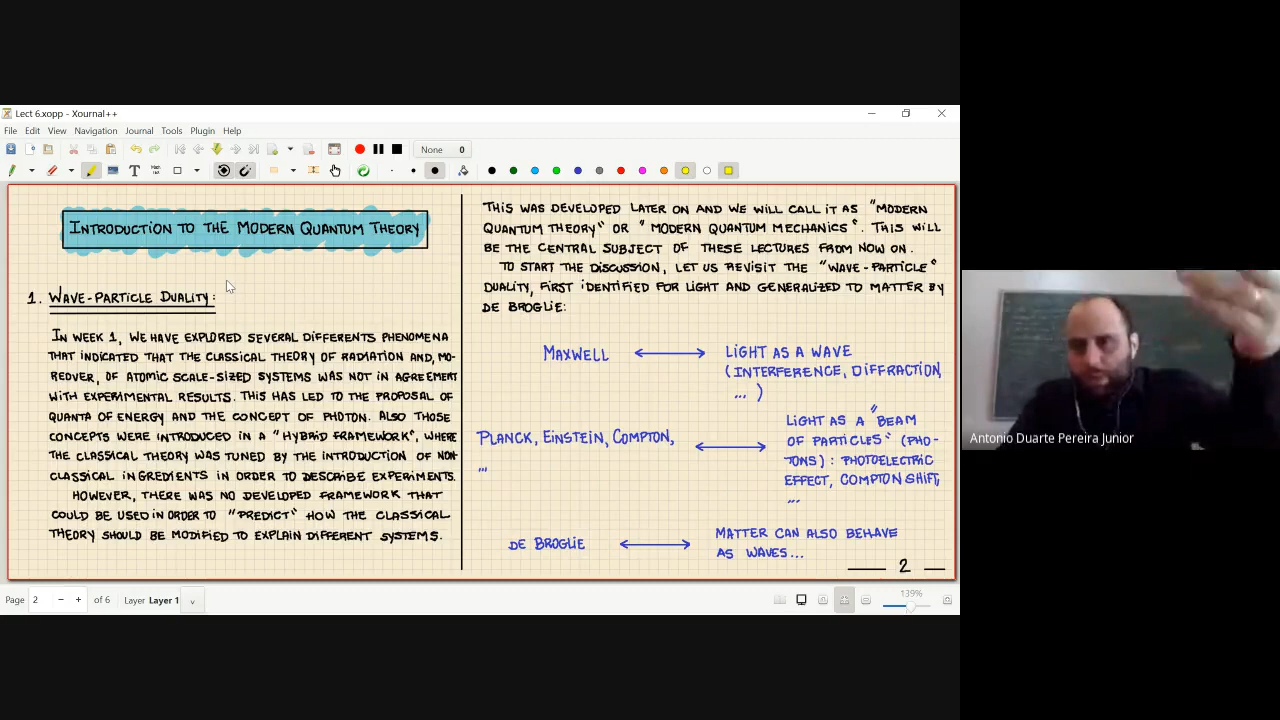 Lect 6.xopp - Xournal++
File Edit View Navigation Journal Tools Plugin Help
None 0
INTRODUCTION TO THE MODERN QUANTUM THEORY
1. WAVE-PARTICLE DUALITY:
IN WEEK 1, WE HAVE EXPLORED SEVERAL DIFFERENTS PHENOMENA
THAT INDICATED THAT THE CLASSICAL THEORY OF RADIATION AND, MO-
REOVER, OF ATOMIC SCALE-SIZED SYSTEMS WAS NOT IN AGREEMENT
WITH EXPERIMENTAL RESULTS. THIS HAS LED TO THE PROPOSAL OF
QUANTA OF ENERGY AND THE CONCEPT OF PHOTON. ALSO THOSE
CONCEPTS WERE INTRODUCED IN A "HYBRID FRAMEWORK", WHERE
THE CLASSICAL THEORY WAS TUNED BY THE INTRODUCTION OF NON
CLASSICAL INGREDIENTS IN ORDER TO DESCRIBE EXPERIMENTS.
HOWEVER, THERE WAS NO DEVELOPED FRAMEWORK THAT
COULD BE USED IN ORDER TO "PREDICT" HOW THE CLASSICAL
THEORY SHOULD BE MODIFIED TO EXPLAIN DIFFERENT SYSTEMS.
THIS WAS DEVELOPED LATER ON AND WE WILL CALL IT AS "MODERN
QUANTUM THEORY" OR "MODERN QUANTUM MECHANICS". THIS WILL
BE THE CENTRAL SUBJECT OF THESE LECTURES FROM NOW ON.
TO START THE DISCUSSION, LET US REVISIT THE "WAVE-PARTICLE"
DUALITY, FIRST IDENTIFIED FOR LIGHT AND GENERALIZED TO MATTER BY
DE BROGLIE:
MAXWELL ⟷ LIGHT AS A WAVE
(INTERFERENCE, DIFFRACTION,
... )
PLANCK, EINSTEIN, COMPTON, ... ⟷ LIGHT AS A "BEAM
OF PARTICLES" (PHO-
TONS): PHOTOELECTRIC
EFFECT, COMPTON SHIFT,
...
DE BROGLIE ⟷ MATTER CAN ALSO BEHAVE
AS WAVES...
2
Page 2 − + of 6 Layer Layer 1
139%
Antonio Duarte Pereira Junior